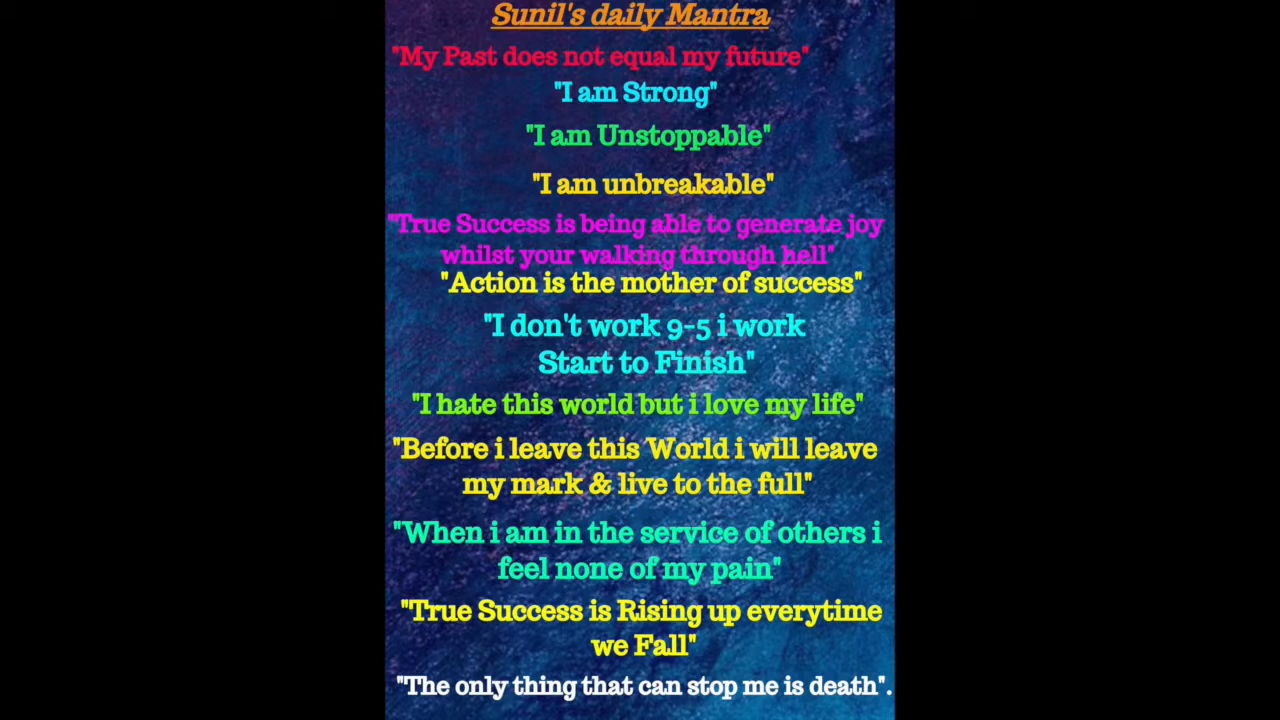 Sunil's daily Mantra
"My Past does not equal my future"
"I am Strong"
"I am Unstoppable"
"I am unbreakable"
"True Success is being able to generate joy
whilst your walking through hell"
"Action is the mother of success"
"I don't work 9-5 i work
Start to Finish"
"I hate this world but i love my life"
"Before i leave this World i will leave
my mark & live to the full"
"When i am in the service of others i
feel none of my pain"
"True Success is Rising up everytime
we Fall"
"The only thing that can stop me is death".